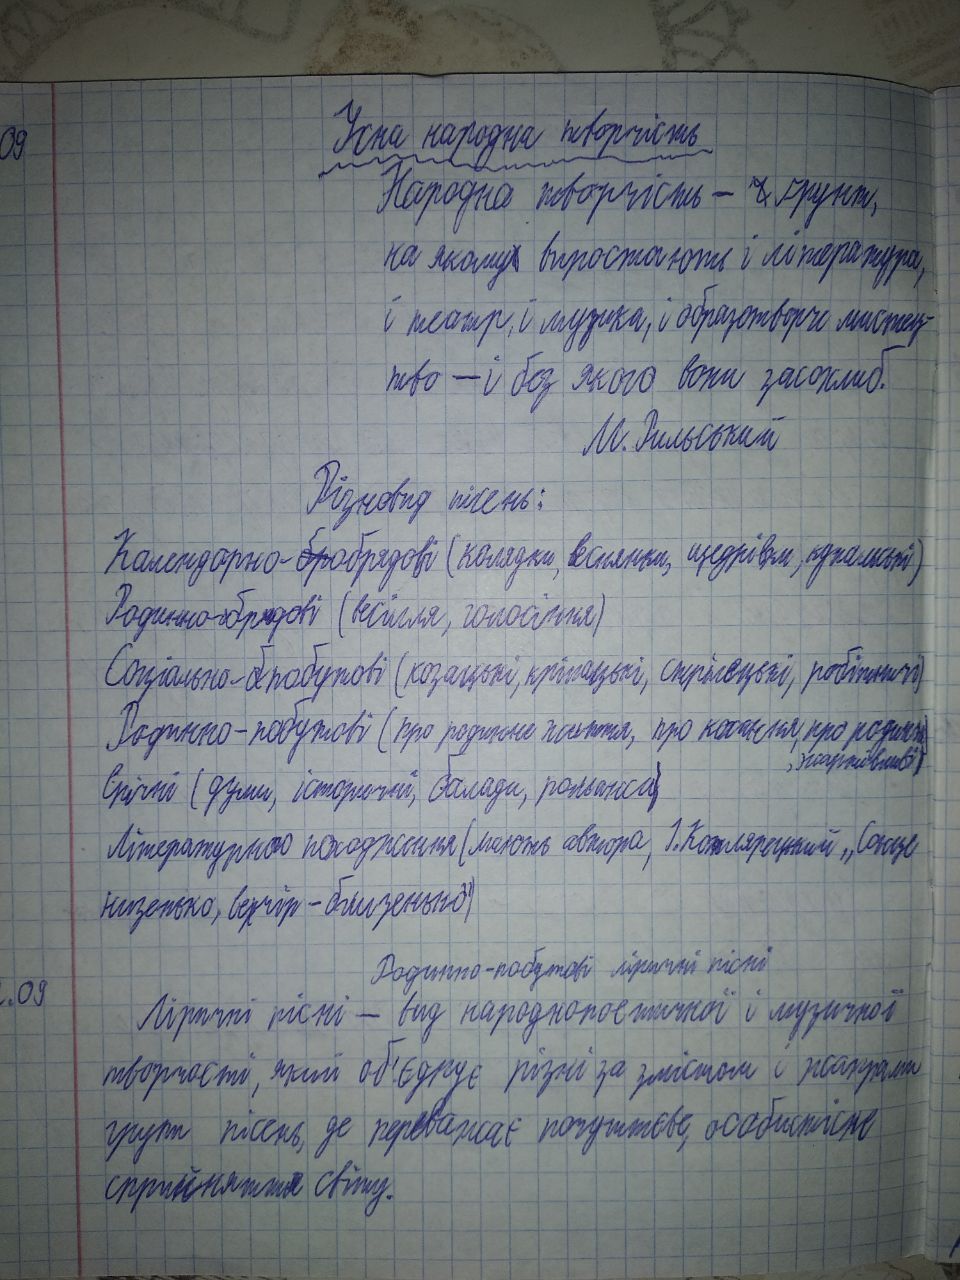 09
Усна народна творчість
Народна творчість – ґрунт,
на якому виростають і література,
і театр, і музика, і образотворче мистец-
тво – і без якого вони засохли б.
М. Рильський
Різновид пісень:
Календарно-обрядові (колядки, веснянки, щедрівки, купальські)
Родинно-обрядові (весілля, голосіння)
Соціально-побутові (козацькі, кріпацькі, стрілецькі, робітничі)
Родинно-побутові (про родинне життя, про кохання, про родинне
, жартівливі)
Епічні (думи, історичні, балади, романси)
Літературного походження (мають автора, І. Котляревський „Сонце
низенько, вечір – близенько")
Родинно-побутові ліричні пісні
.09
Ліричні пісні – вид народнопоетичної і музичної
творчості, який об'єднує різні за змістом і жанрами
групи пісень, де переважає почуттєве, особистісне
сприйняття світу.